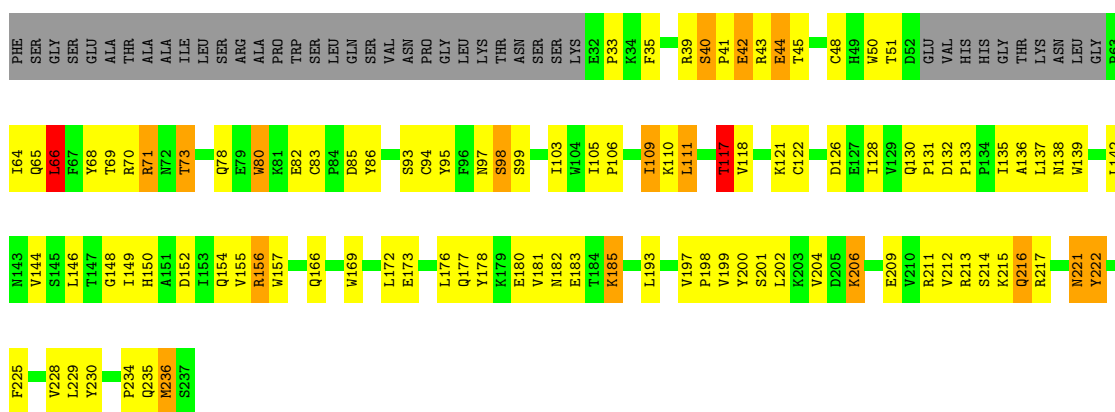 PHE SER GLY SER GLU ALA THR ALA ALA ILE LEU SER ARG ALA PRO TRP SER LEU GLN SER VAL ASN PRO GLY LEU LYS THR ASN SER SER LYS E32 P33 K34 F35 R39 S40 P41 E42 R43 E44 T45 C48 H49 W50 T51 D52 GLU VAL HIS HIS GLY THR LYS ASN LEU GLY R63
I64 Q65 L66 F67 Y68 T69 R70 R71 N72 T73 Q78 E79 W80 K81 E82 C83 P84 D85 Y86 S93 C94 Y95 F96 N97 S98 S99 I103 W104 I105 P106 I109 K110 L111 T117 V118 K121 C122 D126 E127 I128 V129 Q130 P131 D132 P133 P134 I135 A136 L137 N138 W139 L142
N143 V144 S145 L146 T147 G148 I149 H150 A151 D152 I153 Q154 V155 R156 W157 Q166 W169 L172 E173 L176 Q177 Y178 K179 E180 V181 N182 E183 T184 K185 L193 V197 P198 V199 Y200 S201 L202 K203 V204 D205 K206 E209 V210 R211 V212 R213 S214 K215 Q216 R217 N221 Y222
F225 V228 L229 Y230 P234 Q235 M236 S237